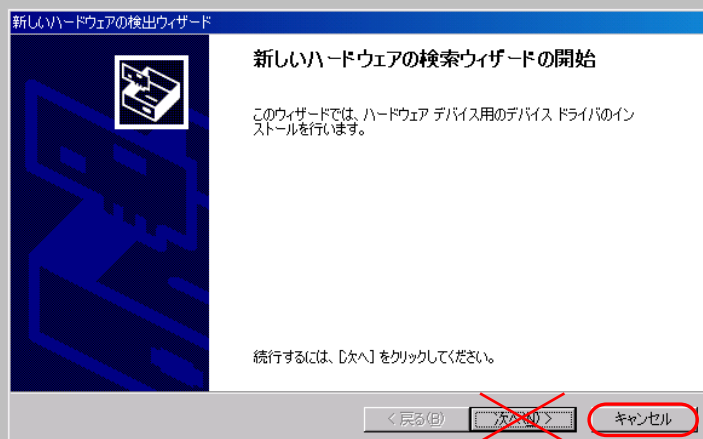 新しいハードウェアの検出ウィザード
新しいハードウェアの検索ウィザードの開始
このウィザードでは、ハードウェア デバイス用のデバイス ドライバのイン
ストールを行います。
続行するには、[次へ] をクリックしてください。
< 戻る(B)
次へ(N) >
キャンセル